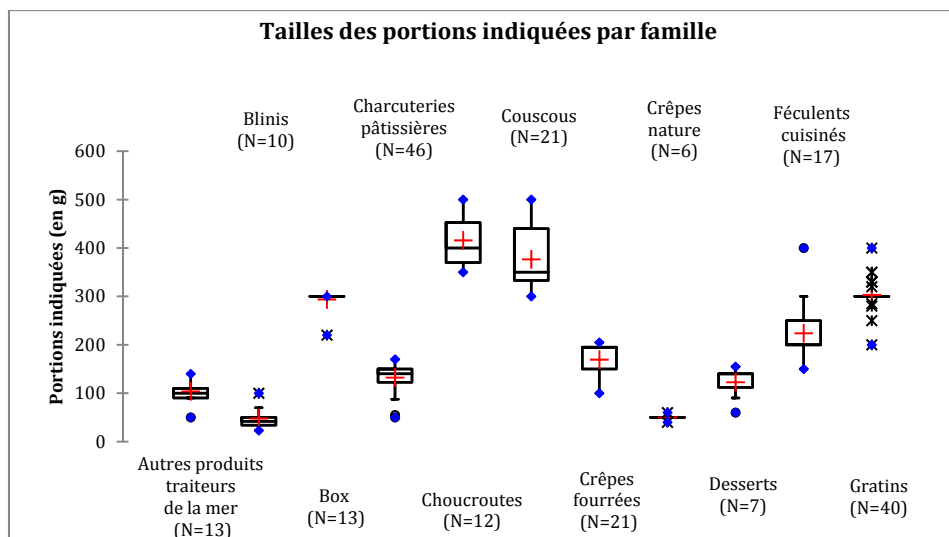 Tailles des portions indiquées par famille
Blinis
(N=10)
Charcuteries
pâtissières
(N=46)
Couscous
(N=21)
Crêpes
nature
(N=6)
Féculents
cuisinés
(N=17)
Portions indiquées (en g)
600
500
400
300
200
100
0
Autres produits
traiteurs
de la mer
(N=13)
Box
(N=13)
Choucroutes
(N=12)
Crêpes
fourrées
(N=21)
Desserts
(N=7)
Gratins
(N=40)